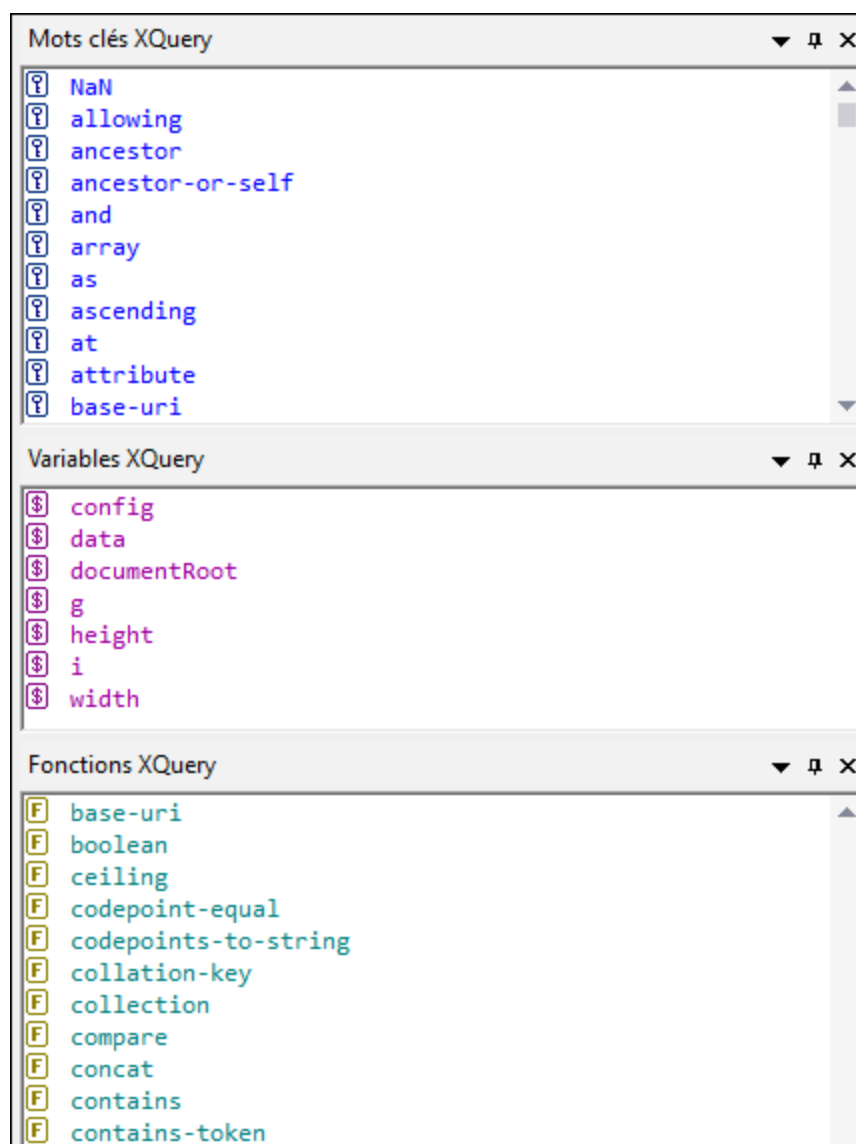 Mots clés XQuery
NaN
allowing
ancestor
ancestor-or-self
and
array
as
ascending
at
attribute
base-uri
Variables XQuery
$ config
$ data
$ documentRoot
$ g
$ height
$ i
$ width
Fonctions XQuery
F base-uri
F boolean
F ceiling
F codepoint-equal
F codepoints-to-string
F collation-key
F collection
F compare
F concat
F contains
F contains-token